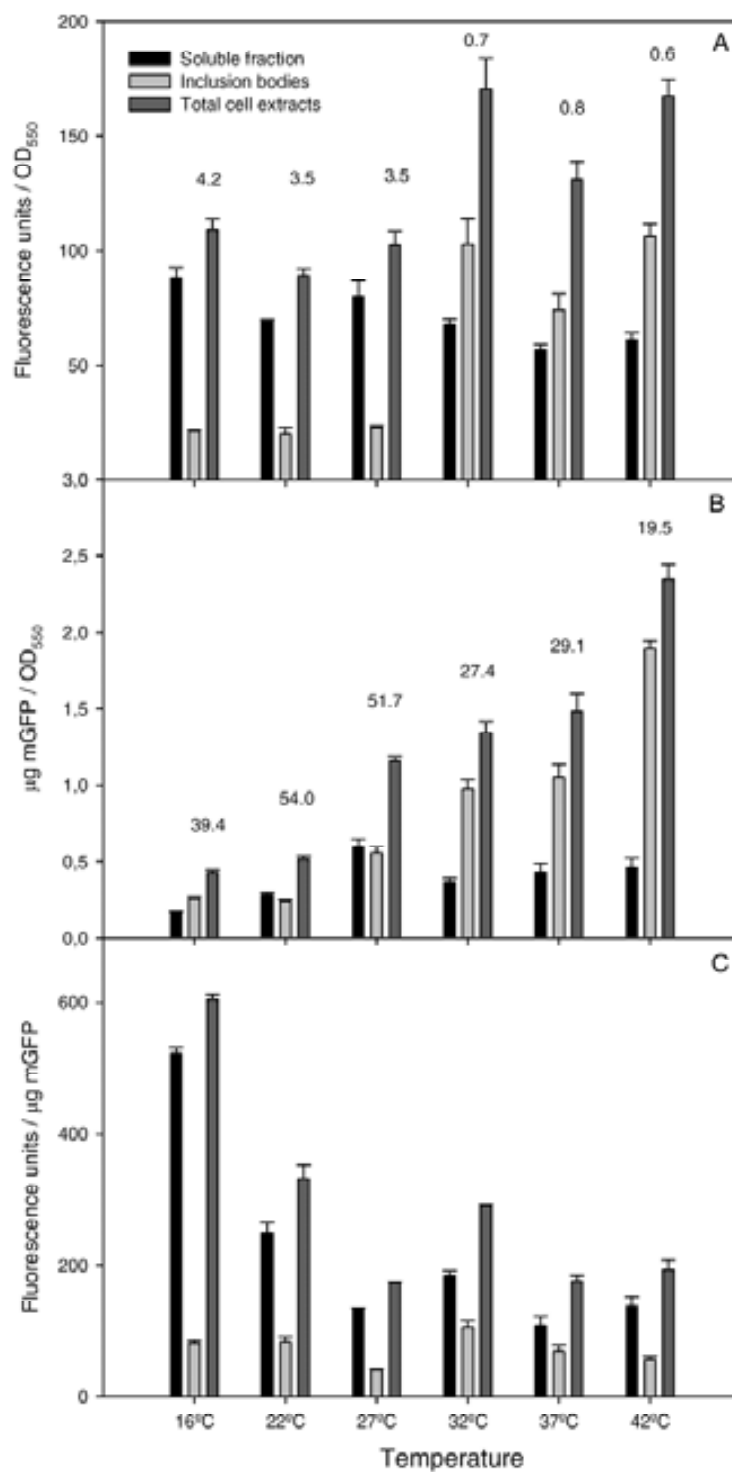 200
A
Soluble fraction
Inclusion bodies
Total cell extracts
0.7
0.6
0.8
150
4.2
3.5
3.5
100
50
Fluorescence units / OD550
3,0
B
19.5
2,5
2,0
29.1
27.4
51.7
1,5
54.0
39.4
1,0
0,5
0,0
µg mGFP / OD550
C
600
400
200
0
Fluorescence units / µg mGFP
16ºC 22ºC 27ºC 32ºC 37ºC 42ºC
Temperature